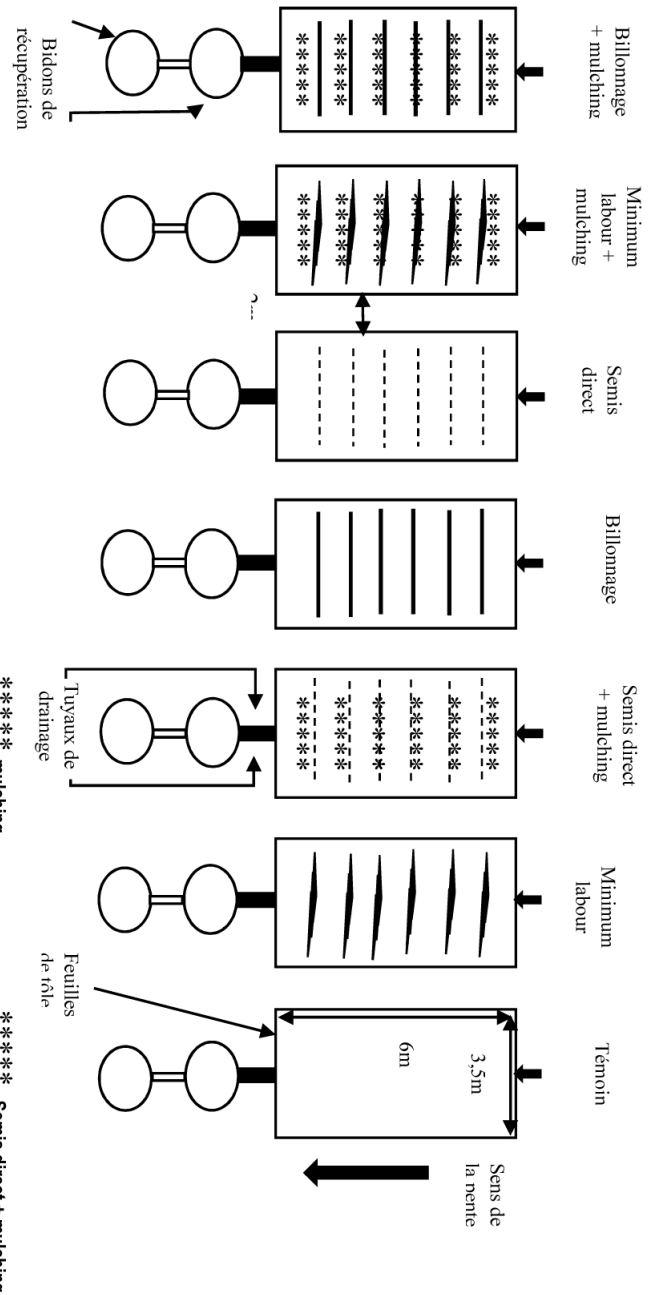 Billonnage
+ mulching
Minimum
labour +
mulching
Semis
direct
Billonnage
Semis direct
+ mulching
Minimum
labour
Témoin
Bidons de
récupération
Tuyaux de
drainage
Feuilles
de tôle
3,5m
6m
Sens de
la pente
***** mulching
***** Semis direct + mulching